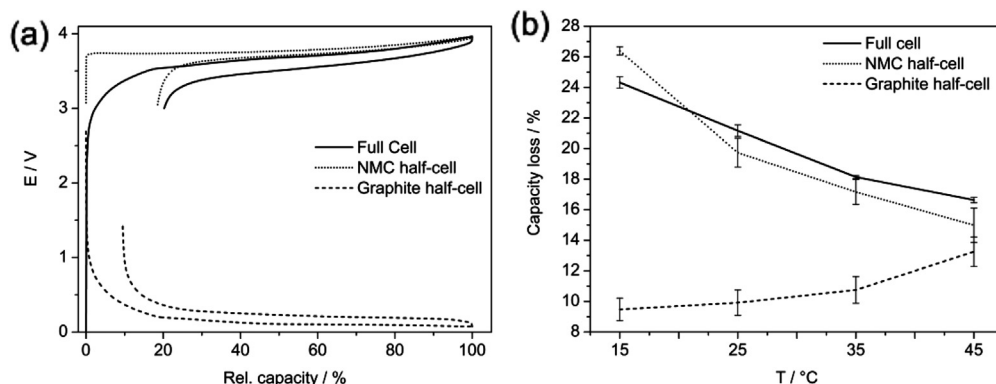 (a)
E / V
4
3
2
1
0
Full Cell
NMC half-cell
Graphite half-cell
0 20 40 60 80 100
Rel. capacity / %
(b)
Capacity loss / %
28
26
24
22
20
18
16
14
12
10
8
Full cell
NMC half-cell
Graphite half-cell
15 25 35 45
T / °C